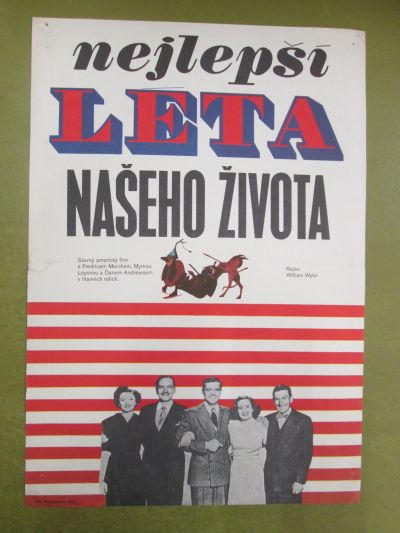 nejlepší
LÉTA
NAŠEHO ŽIVOTA
Slavný americký film
s Fredricem Marchem, Myrnou
Loyovou a Danem Andrewsem
v hlavních rolích.
Režie:
William Wyler